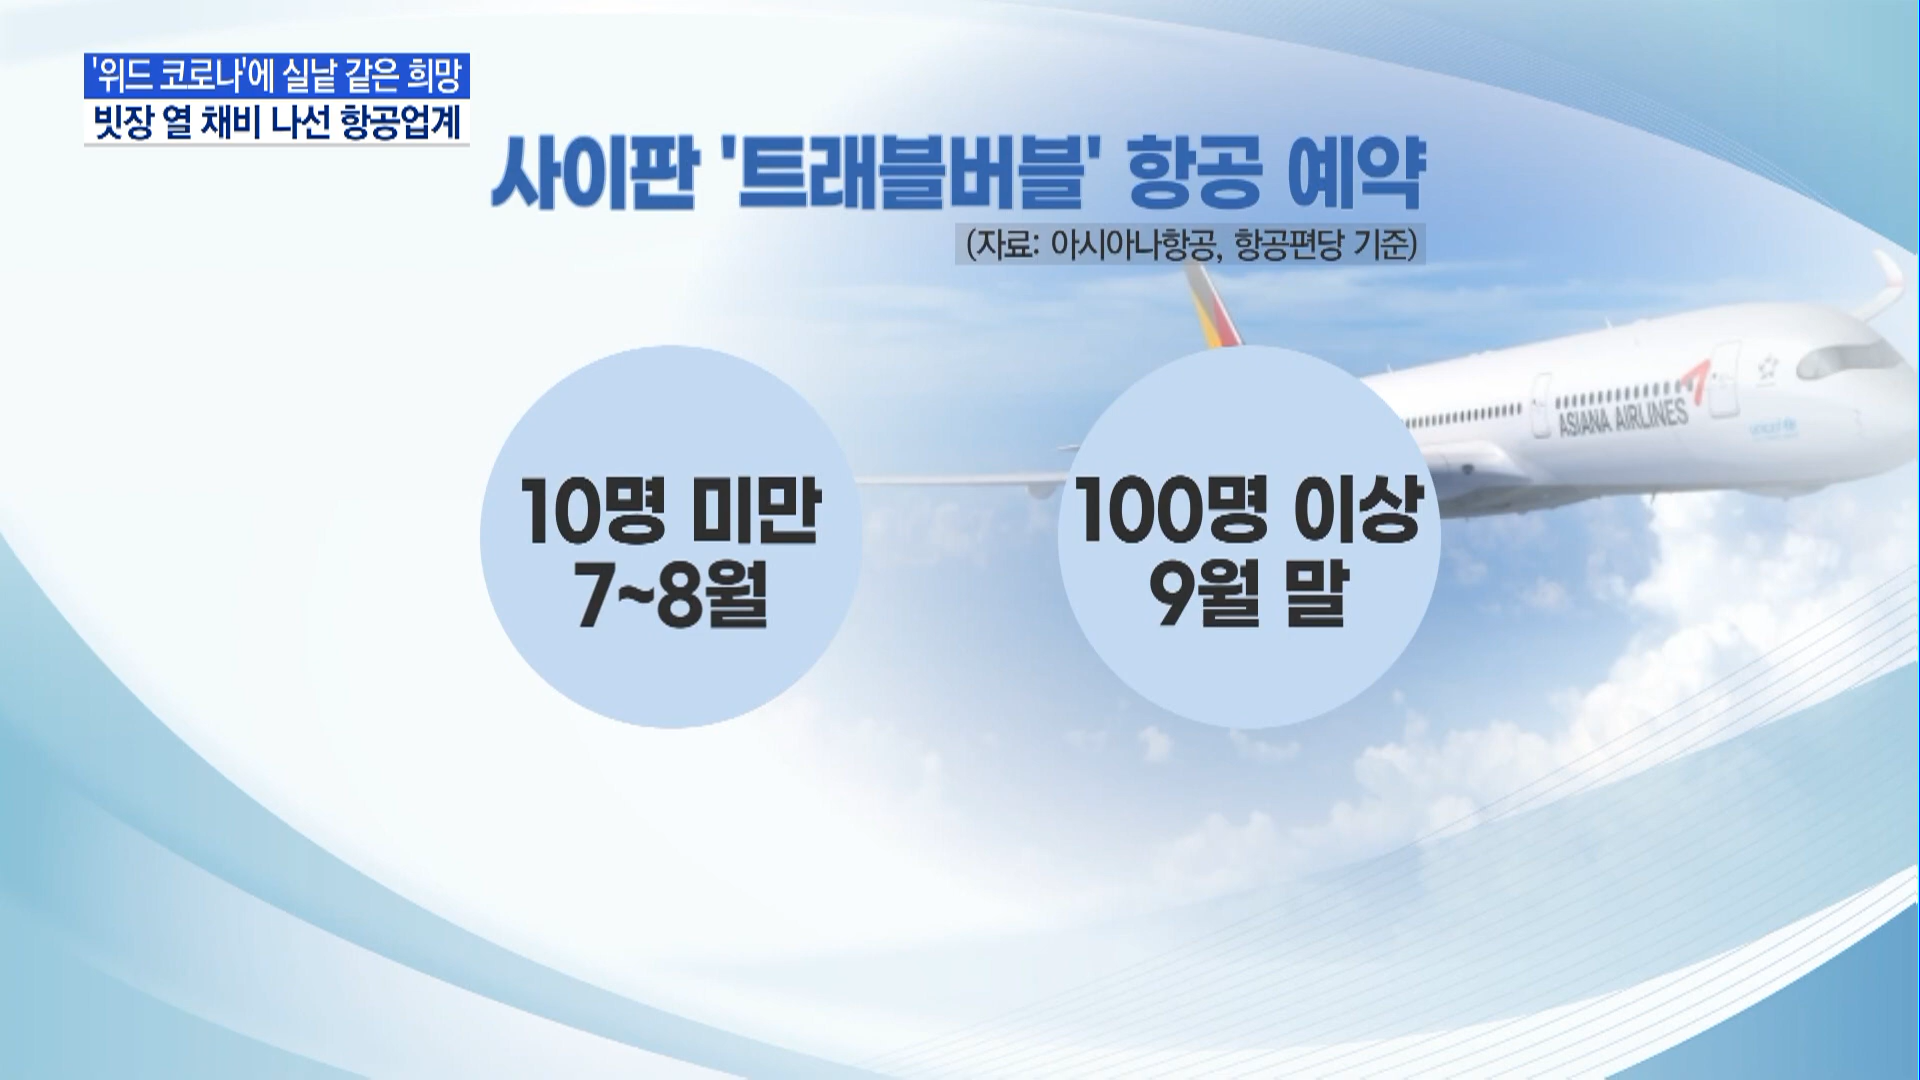 '위드 코로나'에 실낱 같은 희망
빗장 열 채비 나선 항공업계
사이판 '트래블버블' 항공 예약
(자료: 아시아나항공, 항공편당 기준)
10명 미만
7~8월
100명 이상
9월 말
ASIANA AIRLINES
unicef